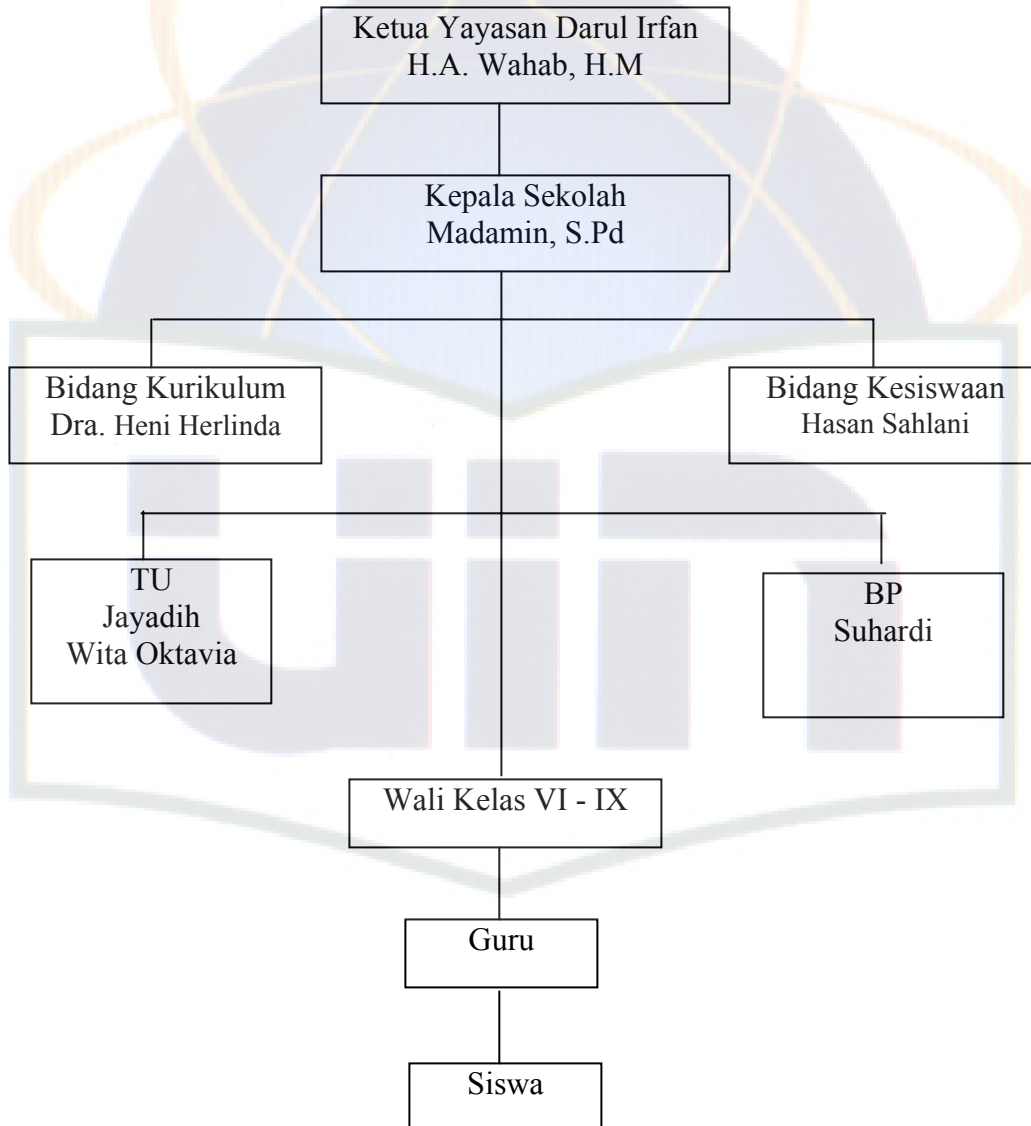 Ketua Yayasan Darul Irfan
H.A. Wahab, H.M
Kepala Sekolah
Madamin, S.Pd
Bidang Kurikulum
Dra. Heni Herlinda
Bidang Kesiswaan
Hasan Sahlani
TU
Jayadih
Wita Oktavia
BP
Suhardi
Wali Kelas VI - IX
Guru
Siswa
uin